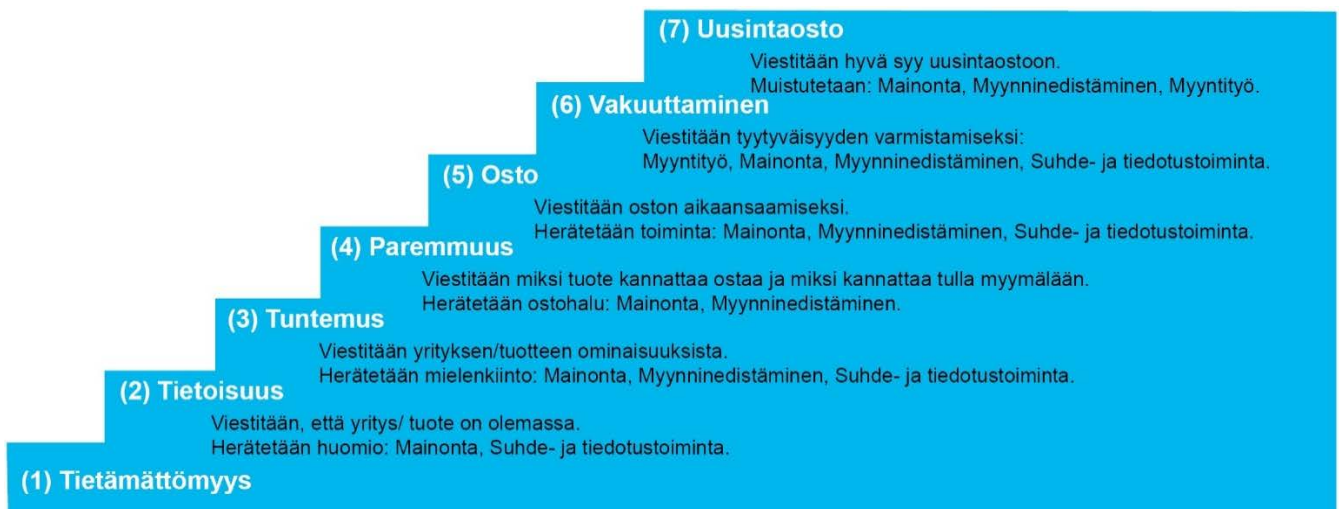 (7) Uusintaosto
Viestitään hyvä syy uusintaostoon.
Muistutetaan: Mainonta, Myynninedistäminen, Myyntityö.
(6) Vakuuttaminen
Viestitään tyytyväisyyden varmistamiseksi:
Myyntityö, Mainonta, Myynninedistäminen, Suhde- ja tiedotustoiminta.
(5) Osto
Viestitään oston aikaansaamiseksi.
Herätetään toiminta: Mainonta, Myynninedistäminen, Suhde- ja tiedotustoiminta.
(4) Paremmuus
Viestitään miksi tuote kannattaa ostaa ja miksi kannattaa tulla myymälään.
Herätetään ostohalu: Mainonta, Myynninedistäminen.
(3) Tuntemus
Viestitään yrityksen/tuotteen ominaisuuksista.
Herätetään mielenkiinto: Mainonta, Myynninedistäminen, Suhde- ja tiedotustoiminta.
(2) Tietoisuus
Viestitään, että yritys/ tuote on olemassa.
Herätetään huomio: Mainonta, Suhde- ja tiedotustoiminta.
(1) Tietämättömyys